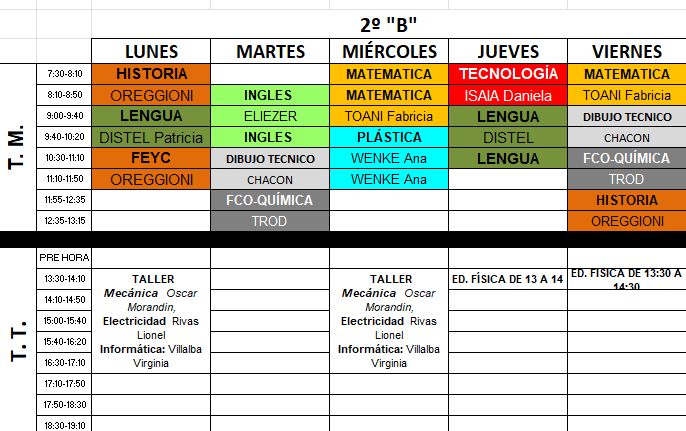 2º "B"
LUNES MARTES MIÉRCOLES JUEVES VIERNES
T. M.
7:30-8:10 HISTORIA MATEMATICA TECNOLOGÍA MATEMATICA
8:10-8:50 OREGGIONI INGLES MATEMATICA ISAIA Daniela TOANI Fabricia
9:00-9:40 LENGUA ELIEZER TOANI Fabricia LENGUA DIBUJO TECNICO
9:40-10:20 DISTEL Patricia INGLES PLÁSTICA DISTEL CHACON
10:30-11:10 FEYC DIBUJO TECNICO WENKE Ana LENGUA FCO-QUÍMICA
11:10-11:50 OREGGIONI CHACON WENKE Ana TROD
11:55-12:35 FCO-QUÍMICA HISTORIA
12:35-13:15 TROD OREGGIONI
T. T.
PRE HORA
13:30-14:10 TALLER TALLER ED. FÍSICA DE 13 A 14 ED. FISICA DE 13:30 A 14:30
14:10-14:50 Mecánica Oscar Morandin, Mecánica Oscar Morandin,
15:00-15:40 Electricidad Rivas Electricidad Rivas
15:40-16:20 Lionel Informática: Villalba Lionel Informática: Villalba
16:30-17:10 Virginia Virginia
17:10-17:50
17:50-18:30
18:30-19:10